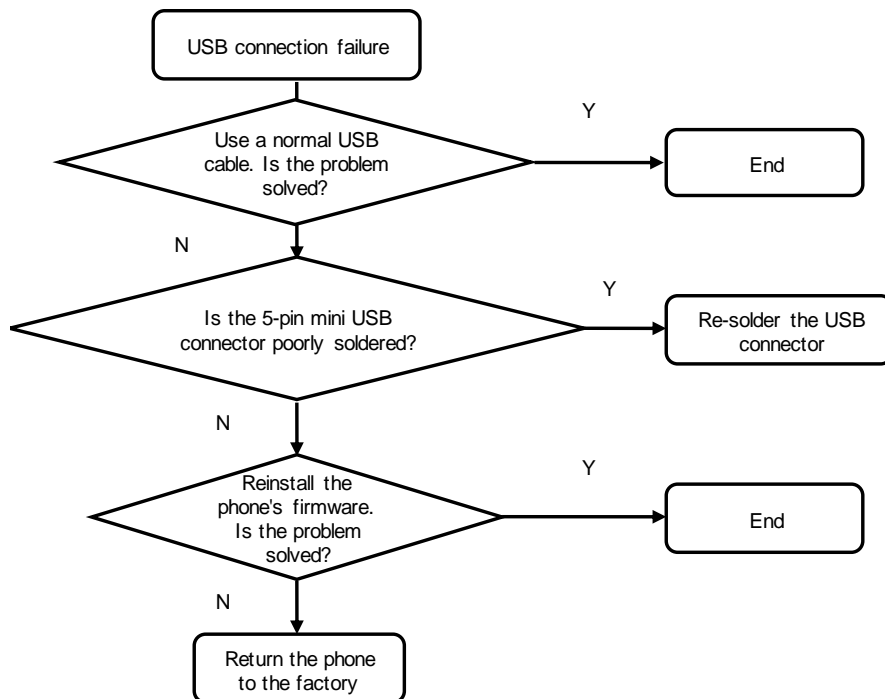 USB connection failure
Y
Use a normal USB
cable. Is the problem
solved?
End
N
Y
Is the 5-pin mini USB
connector poorly soldered?
Re-solder the USB
connector
N
Y
Reinstall the
phone's firmware.
Is the problem
solved?
End
N
Return the phone
to the factory